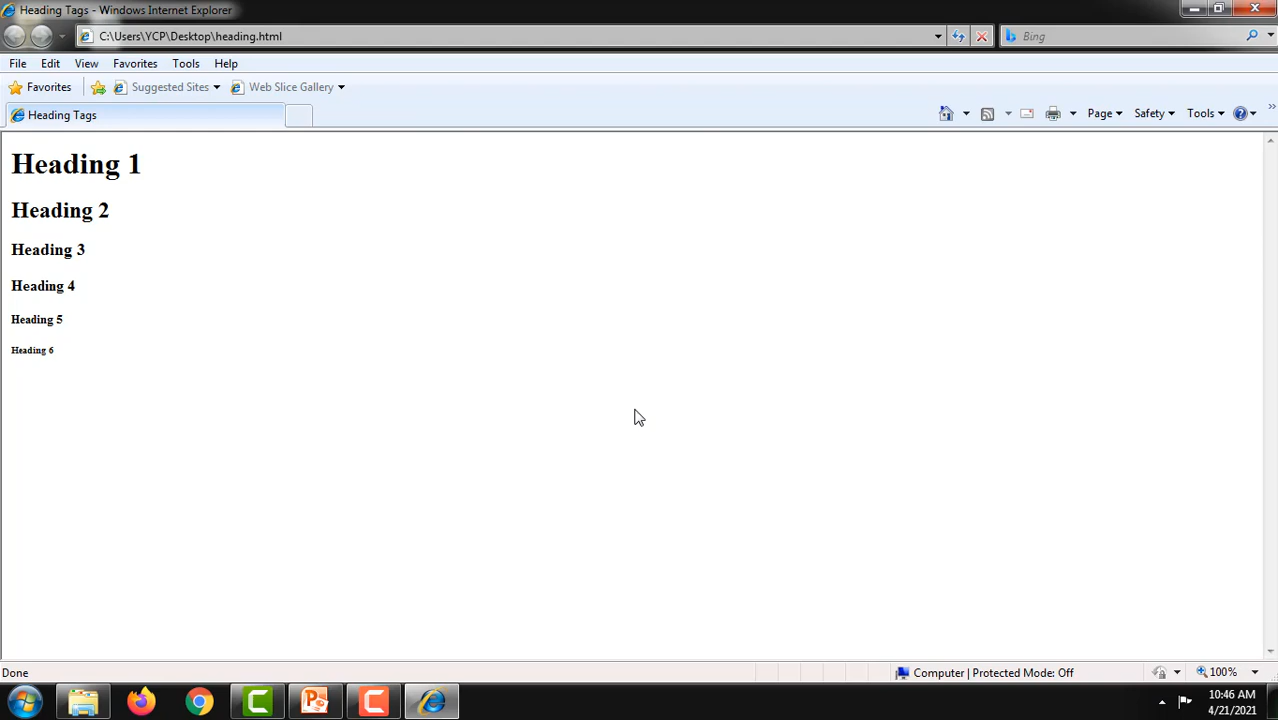 Heading Tags - Windows Internet Explorer
C:\Users\YCP\Desktop\heading.html
Bing
File Edit View Favorites Tools Help
Favorites Suggested Sites Web Slice Gallery
Heading Tags
Page Safety Tools
Heading 1
Heading 2
Heading 3
Heading 4
Heading 5
Heading 6
Done
Computer | Protected Mode: Off
100%
10:46 AM
4/21/2021